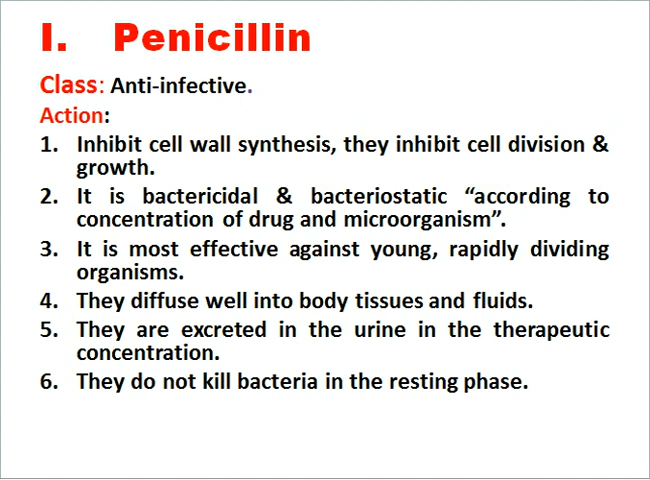 I. Penicillin
Class: Anti-infective.
Action:
1. Inhibit cell wall synthesis, they inhibit cell division &
growth.
2. It is bactericidal & bacteriostatic “according to
concentration of drug and microorganism”.
3. It is most effective against young, rapidly dividing
organisms.
4. They diffuse well into body tissues and fluids.
5. They are excreted in the urine in the therapeutic
concentration.
6. They do not kill bacteria in the resting phase.